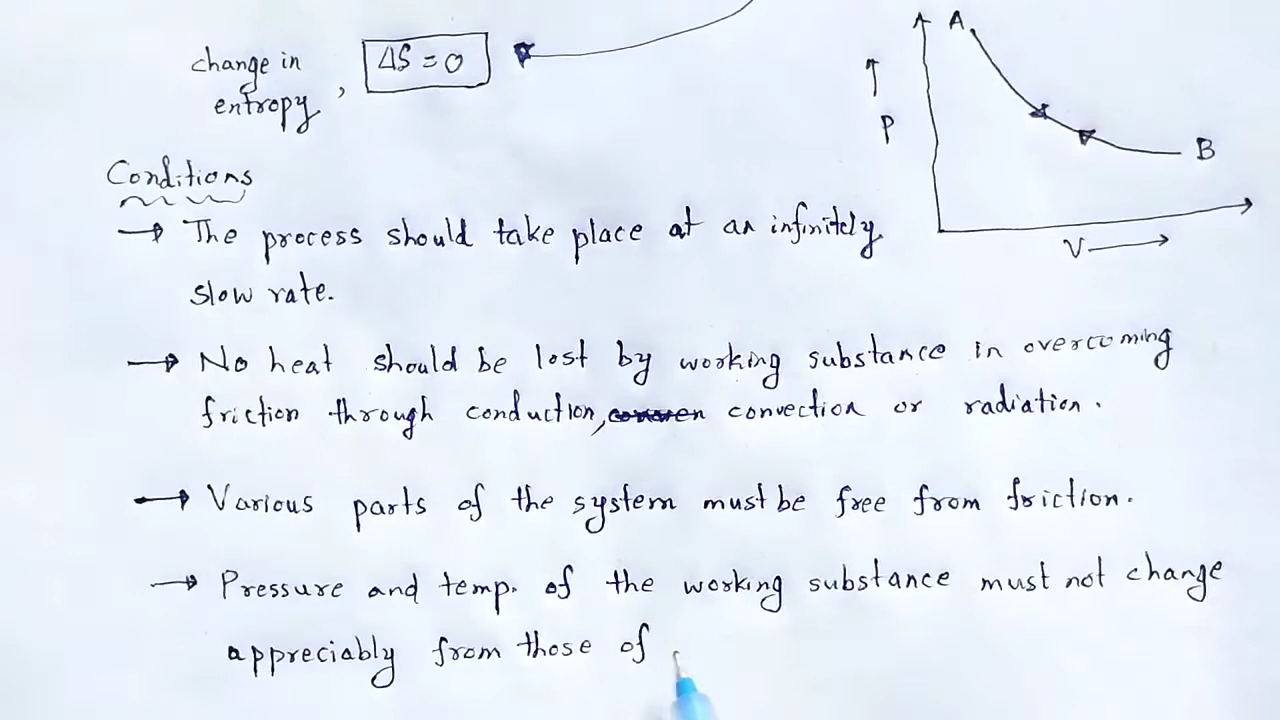 change in
entropy, ΔS = 0
A
P
B
V
Conditions
→ The process should take place at an infinitely
slow rate.
→ No heat should be lost by working substance in overcoming
friction through conduction, convection or radiation.
→ Various parts of the system must be free from friction.
→ Pressure and temp. of the working substance must not change
appreciably from those of